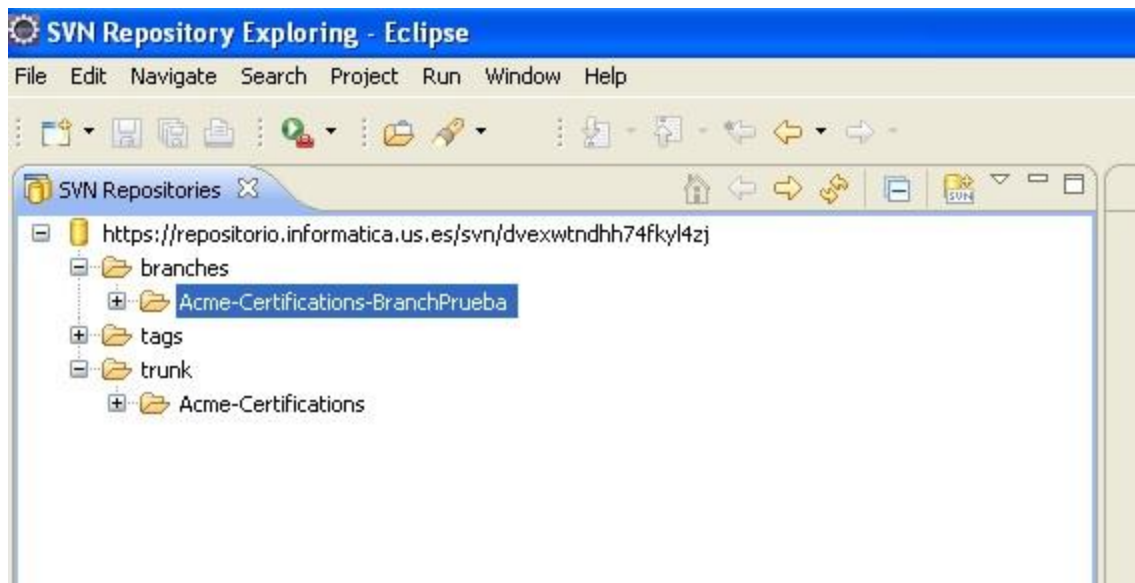 SVN Repository Exploring - Eclipse
File Edit Navigate Search Project Run Window Help
SVN Repositories
SVN
https://repositorio.informatica.us.es/svn/dvexwtndhh74fkyl4zj
branches
Acme-Certifications-BranchPrueba
tags
trunk
Acme-Certifications